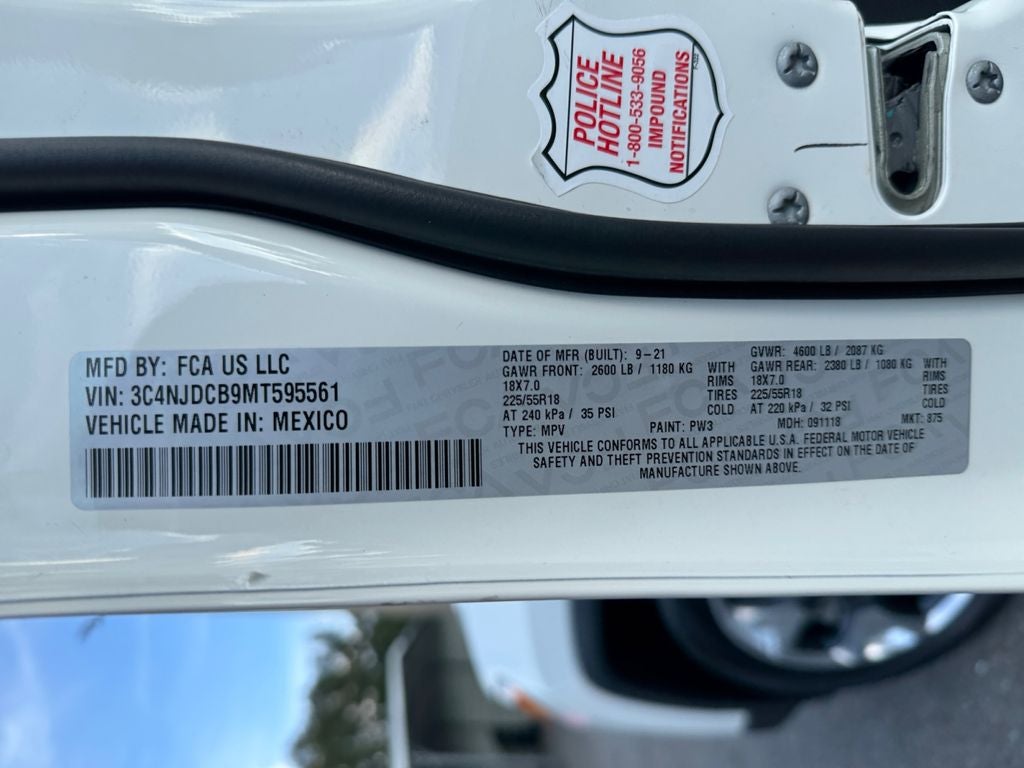 POLICE
HOTLINE
1-800-533-9056
IMPOUND
NOTIFICATIONS
MFD BY: FCA US LLC
VIN: 3C4NJDCB9MT595561
VEHICLE MADE IN: MEXICO
DATE OF MFR (BUILT): 9-21 GVWR: 4600 LB / 2087 KG
GAWR FRONT: 2600 LB / 1180 KG WITH GAWR REAR: 2380 LB / 1080 KG WITH
18X7.0 RIMS 18X7.0 RIMS
225/55R18 TIRES 225/55R18 TIRES
AT 240 kPa / 35 PSI COLD AT 220 kPa / 32 PSI COLD
TYPE: MPV PAINT: PW3 MDH: 091118 MKT: 875
THIS VEHICLE CONFORMS TO ALL APPLICABLE U.S.A. FEDERAL MOTOR VEHICLE
SAFETY AND THEFT PREVENTION STANDARDS IN EFFECT ON THE DATE OF
MANUFACTURE SHOWN ABOVE.